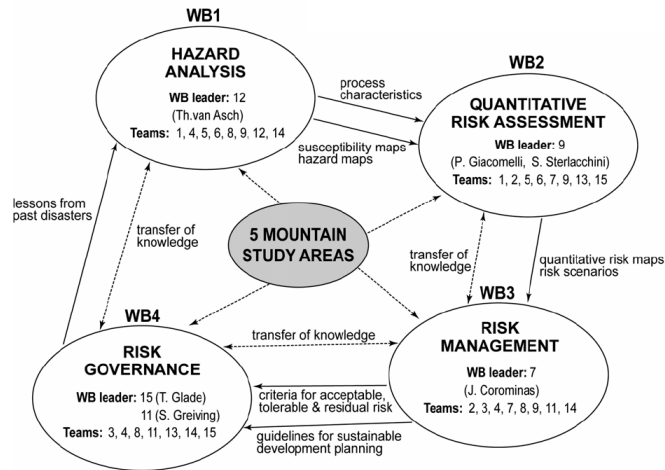 WB1
HAZARD
ANALYSIS
WB leader: 12
(Th.van Asch)
Teams: 1, 4, 5, 6, 8, 9, 12, 14
process
characteristics
susceptibility maps
hazard maps
WB2
QUANTITATIVE
RISK ASSESSMENT
WB leader: 9
(P. Giacomelli, S. Sterlacchini)
Teams: 1, 2, 5, 6, 7, 9, 13, 15
lessons from
past disasters
transfer of
knowledge
5 MOUNTAIN
STUDY AREAS
transfer of
knowledge
quantitative risk maps
risk scenarios
WB3
RISK
MANAGEMENT
WB leader: 7
(J. Corominas)
Teams: 2, 3, 4, 7, 8, 9, 11, 14
WB4
RISK
GOVERNANCE
WB leader: 15 (T. Glade)
11 (S. Greiving)
Teams: 3, 4, 8, 11, 13, 14, 15
transfer of knowledge
criteria for acceptable,
tolerable & residual risk
guidelines for sustainable
development planning